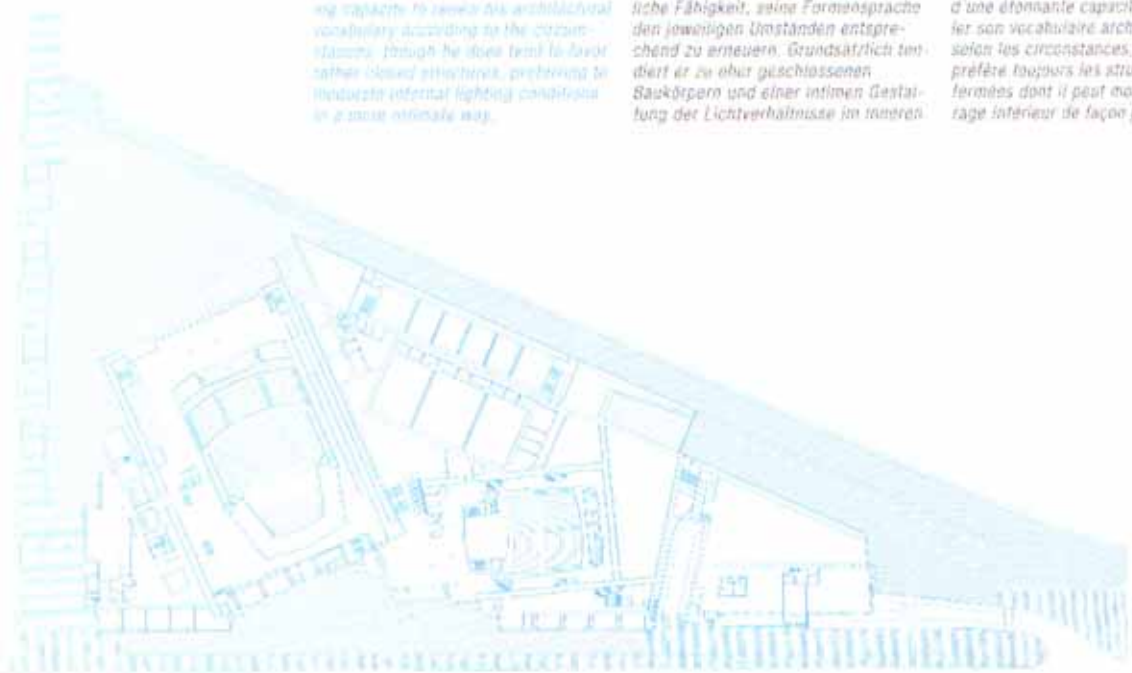 ing capacity to renew his architectural
vocabulary according to the circum-
stances, though he does tend to favor
rather closed structures, preferring to
modulate internal lighting conditions
in a more intimate way.
liche Fähigkeit, seine Formensprache
den jeweiligen Umständen entspre-
chend zu erneuern. Grundsätzlich ten-
diert er zu eher geschlossenen
Baukörpern und einer intimen Gestal-
tung der Lichtverhältnisse im Inneren.
d'une étonnante capacité
ler son vocabulaire arch
selon les circonstances,
préfère toujours les stru
fermées dont il peut mo
rage intérieur de façon